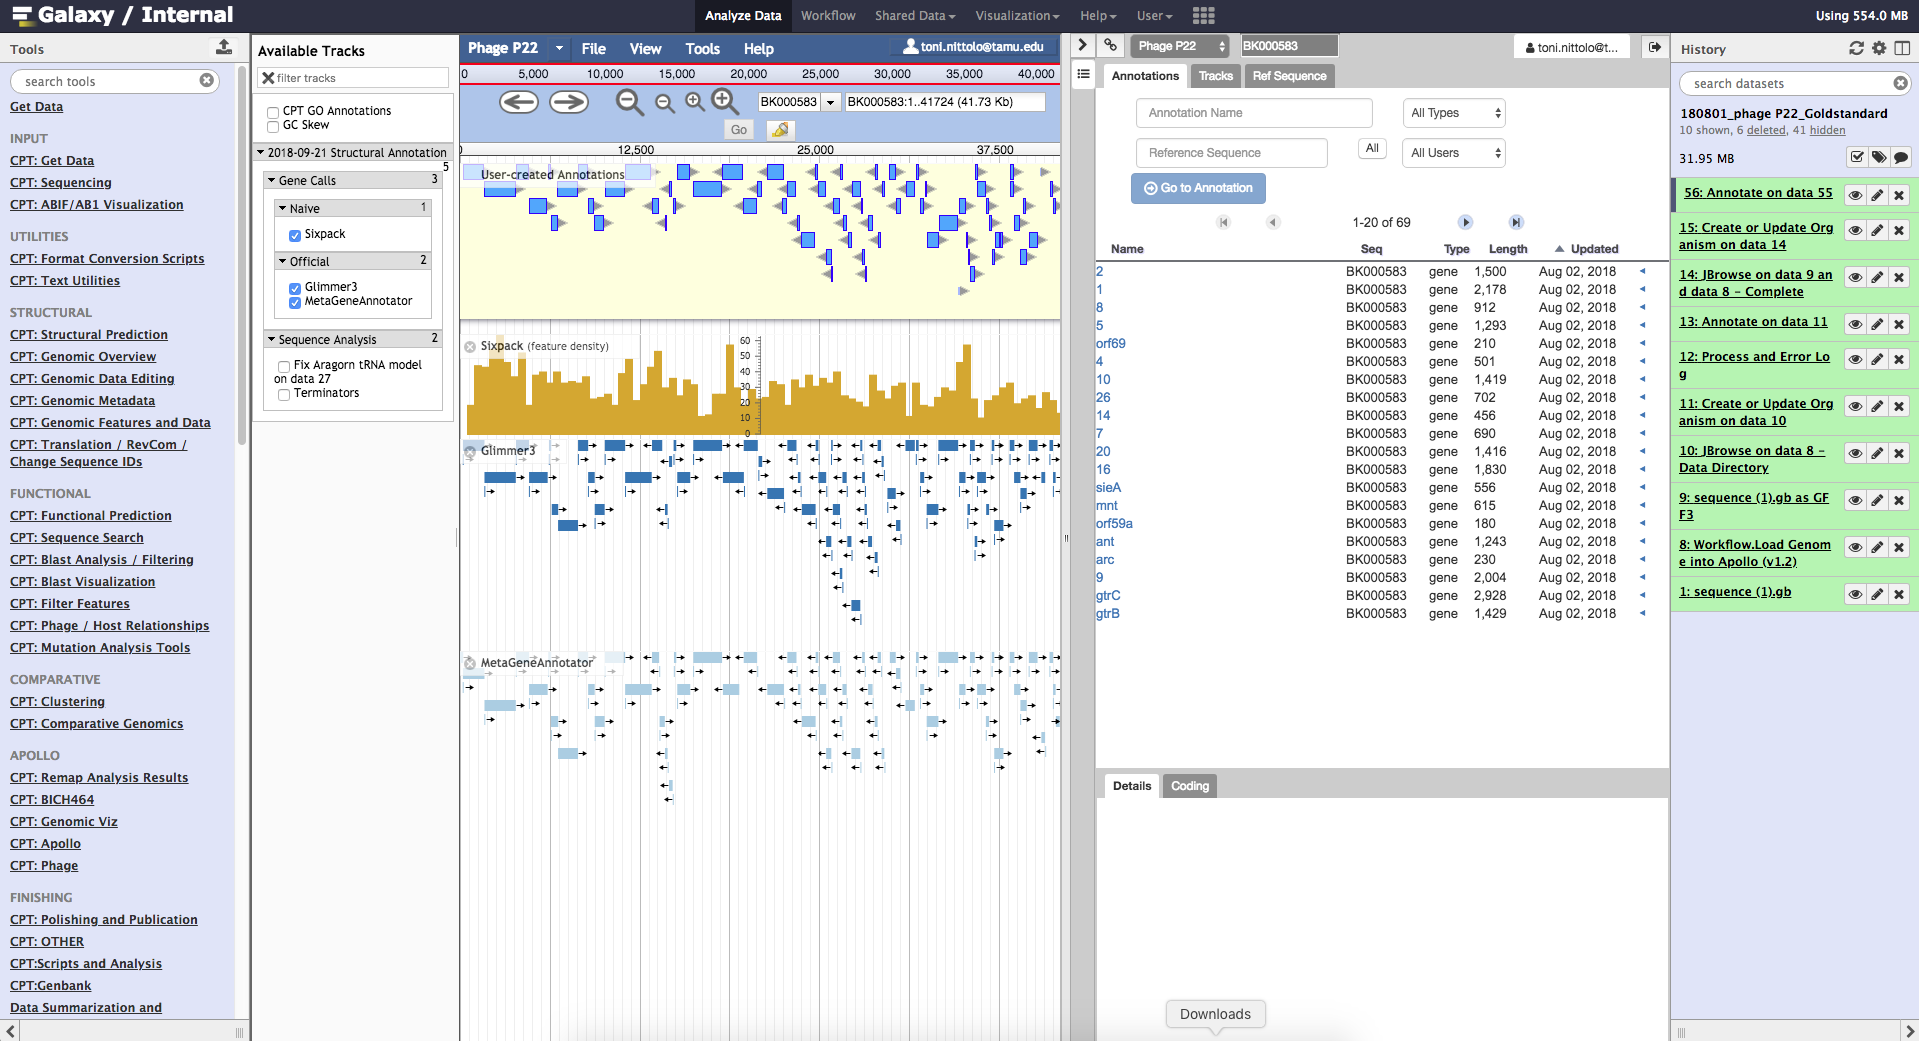 Galaxy / Internal
Analyze Data
Workflow
Shared Data
Visualization
Help
User
Using 554.0 MB
Tools
search tools
Get Data
INPUT
CPT: Get Data
CPT: Sequencing
CPT: ABIF/AB1 Visualization
UTILITIES
CPT: Format Conversion Scripts
CPT: Text Utilities
STRUCTURAL
CPT: Structural Prediction
CPT: Genomic Overview
CPT: Genomic Data Editing
CPT: Genomic Metadata
CPT: Genomic Features and Data
CPT: Translation / RevCom /
Change Sequence IDs
FUNCTIONAL
CPT: Functional Prediction
CPT: Sequence Search
CPT: Blast Analysis / Filtering
CPT: Blast Visualization
CPT: Filter Features
CPT: Phage / Host Relationships
CPT: Mutation Analysis Tools
COMPARATIVE
CPT: Clustering
CPT: Comparative Genomics
APOLLO
CPT: Remap Analysis Results
CPT: BICH464
CPT: Genomic Viz
CPT: Apollo
CPT: Phage
FINISHING
CPT: Polishing and Publication
CPT: OTHER
CPT:Scripts and Analysis
CPT:Genbank
Data Summarization and
Available Tracks
filter tracks
CPT GO Annotations
GC Skew
2018-09-21 Structural Annotation
5
Gene Calls 3
Naive 1
Sixpack
Official 2
Glimmer3
MetaGeneAnnotator
Sequence Analysis 2
Fix Aragorn tRNA model
on data 27
Terminators
Phage P22
File
View
Tools
Help
toni.nittolo@tamu.edu
0 5,000 10,000 15,000 20,000 25,000 30,000 35,000 40,000
BK000583
BK000583:1..41724 (41.73 Kb)
Go
12,500 25,000 37,500
User-created Annotations
Sixpack (feature density)
60
50
40
30
20
10
0
Glimmer3
MetaGeneAnnotator
Phage P22
BK000583
toni.nittolo@t...
Annotations
Tracks
Ref Sequence
Annotation Name
All Types
Reference Sequence
All
All Users
Go to Annotation
1-20 of 69
Name Seq Type Length Updated
2 BK000583 gene 1,500 Aug 02, 2018
1 BK000583 gene 2,178 Aug 02, 2018
8 BK000583 gene 912 Aug 02, 2018
5 BK000583 gene 1,293 Aug 02, 2018
orf69 BK000583 gene 210 Aug 02, 2018
4 BK000583 gene 501 Aug 02, 2018
10 BK000583 gene 1,419 Aug 02, 2018
26 BK000583 gene 702 Aug 02, 2018
14 BK000583 gene 456 Aug 02, 2018
7 BK000583 gene 690 Aug 02, 2018
20 BK000583 gene 1,416 Aug 02, 2018
16 BK000583 gene 1,830 Aug 02, 2018
sieA BK000583 gene 556 Aug 02, 2018
mnt BK000583 gene 615 Aug 02, 2018
orf59a BK000583 gene 180 Aug 02, 2018
ant BK000583 gene 1,243 Aug 02, 2018
arc BK000583 gene 230 Aug 02, 2018
9 BK000583 gene 2,004 Aug 02, 2018
gtrC BK000583 gene 2,928 Aug 02, 2018
gtrB BK000583 gene 1,429 Aug 02, 2018
Details
Coding
Downloads
History
search datasets
180801_phage P22_Goldstandard
10 shown, 6 deleted, 41 hidden
31.95 MB
56: Annotate on data 55
15: Create or Update Org
anism on data 14
14: JBrowse on data 9 an
d data 8 - Complete
13: Annotate on data 11
12: Process and Error Lo
g
11: Create or Update Org
anism on data 10
10: JBrowse on data 8 -
Data Directory
9: sequence (1).gb as GF
F3
8: Workflow.Load Genom
e into Apollo (v1.2)
1: sequence (1).gb